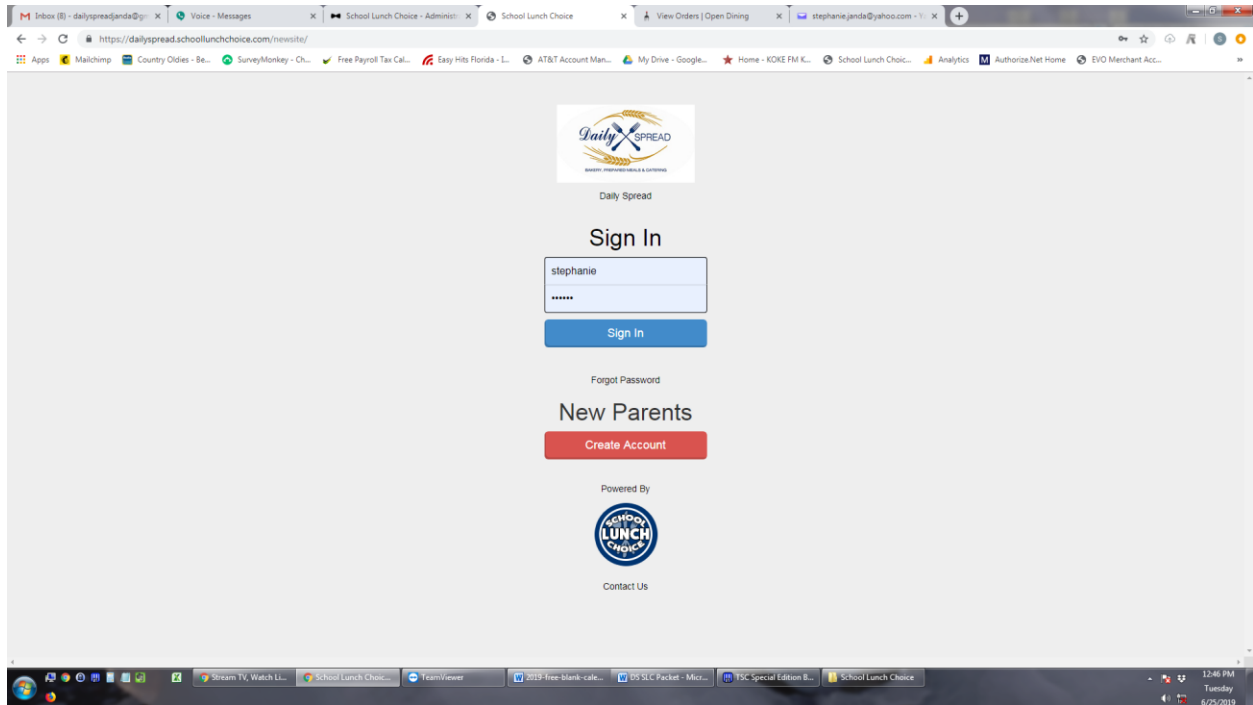 Inbox (8) - dailyspreadjanda@gm
Voice - Messages
School Lunch Choice - Administr
School Lunch Choice
View Orders | Open Dining
stephanie.janda@yahoo.com - Y
https://dailyspread.schoollunchchoice.com/newsite/
Apps
Mailchimp
Country Oldies - Be...
SurveyMonkey - Ch...
Free Payroll Tax Cal...
Easy Hits Florida - I...
AT&T Account Man...
My Drive - Google...
Home - KOKE FM K...
School Lunch Choic...
Analytics
Authorize.Net Home
EVO Merchant Acc...
Daily SPREAD
BAKERY, PREPARED MEALS & CATERING
Daily Spread
Sign In
stephanie
••••••
Sign In
Forgot Password
New Parents
Create Account
Powered By
SCHOOL
LUNCH
CHOICE
Contact Us
Stream TV, Watch Li...
School Lunch Choic...
TeamViewer
2019-free-blank-cale...
DS SLC Packet - Micr...
TSC Special Edition B...
School Lunch Choice
12:46 PM
Tuesday
6/25/2019